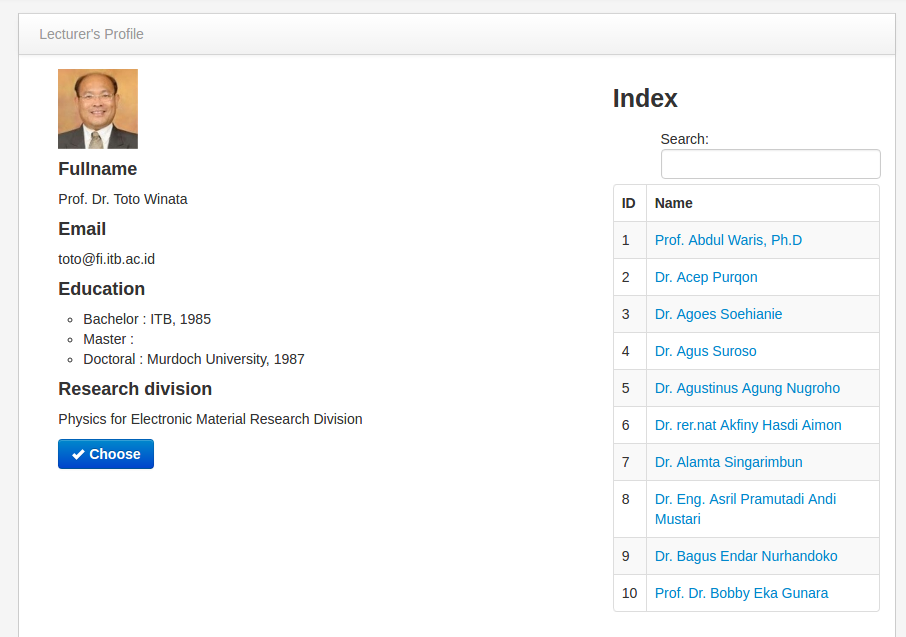 Lecturer's Profile
Fullname
Prof. Dr. Toto Winata
Email
toto@fi.itb.ac.id
Education
Bachelor : ITB, 1985
Master :
Doctoral : Murdoch University, 1987
Research division
Physics for Electronic Material Research Division
Choose
Index
Search:
ID Name
1 Prof. Abdul Waris, Ph.D
2 Dr. Acep Purqon
3 Dr. Agoes Soehianie
4 Dr. Agus Suroso
5 Dr. Agustinus Agung Nugroho
6 Dr. rer.nat Akfiny Hasdi Aimon
7 Dr. Alamta Singarimbun
8 Dr. Eng. Asril Pramutadi Andi
Mustari
9 Dr. Bagus Endar Nurhandoko
10 Prof. Dr. Bobby Eka Gunara